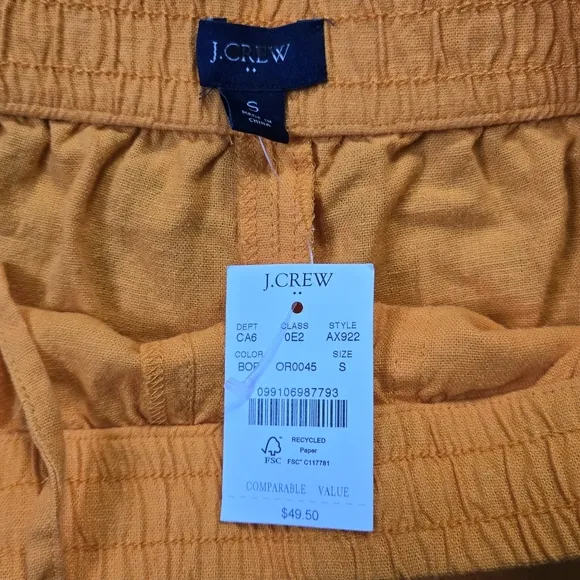 J.CREW
S
MADE IN
CHINA
J.CREW
DEPT CLASS STYLE
CA6 0E2 AX922
COLOR SIZE
OR0045 S
099106987793
RECYCLED
Paper
FSC FSC® C117781
COMPARABLE VALUE
$49.50